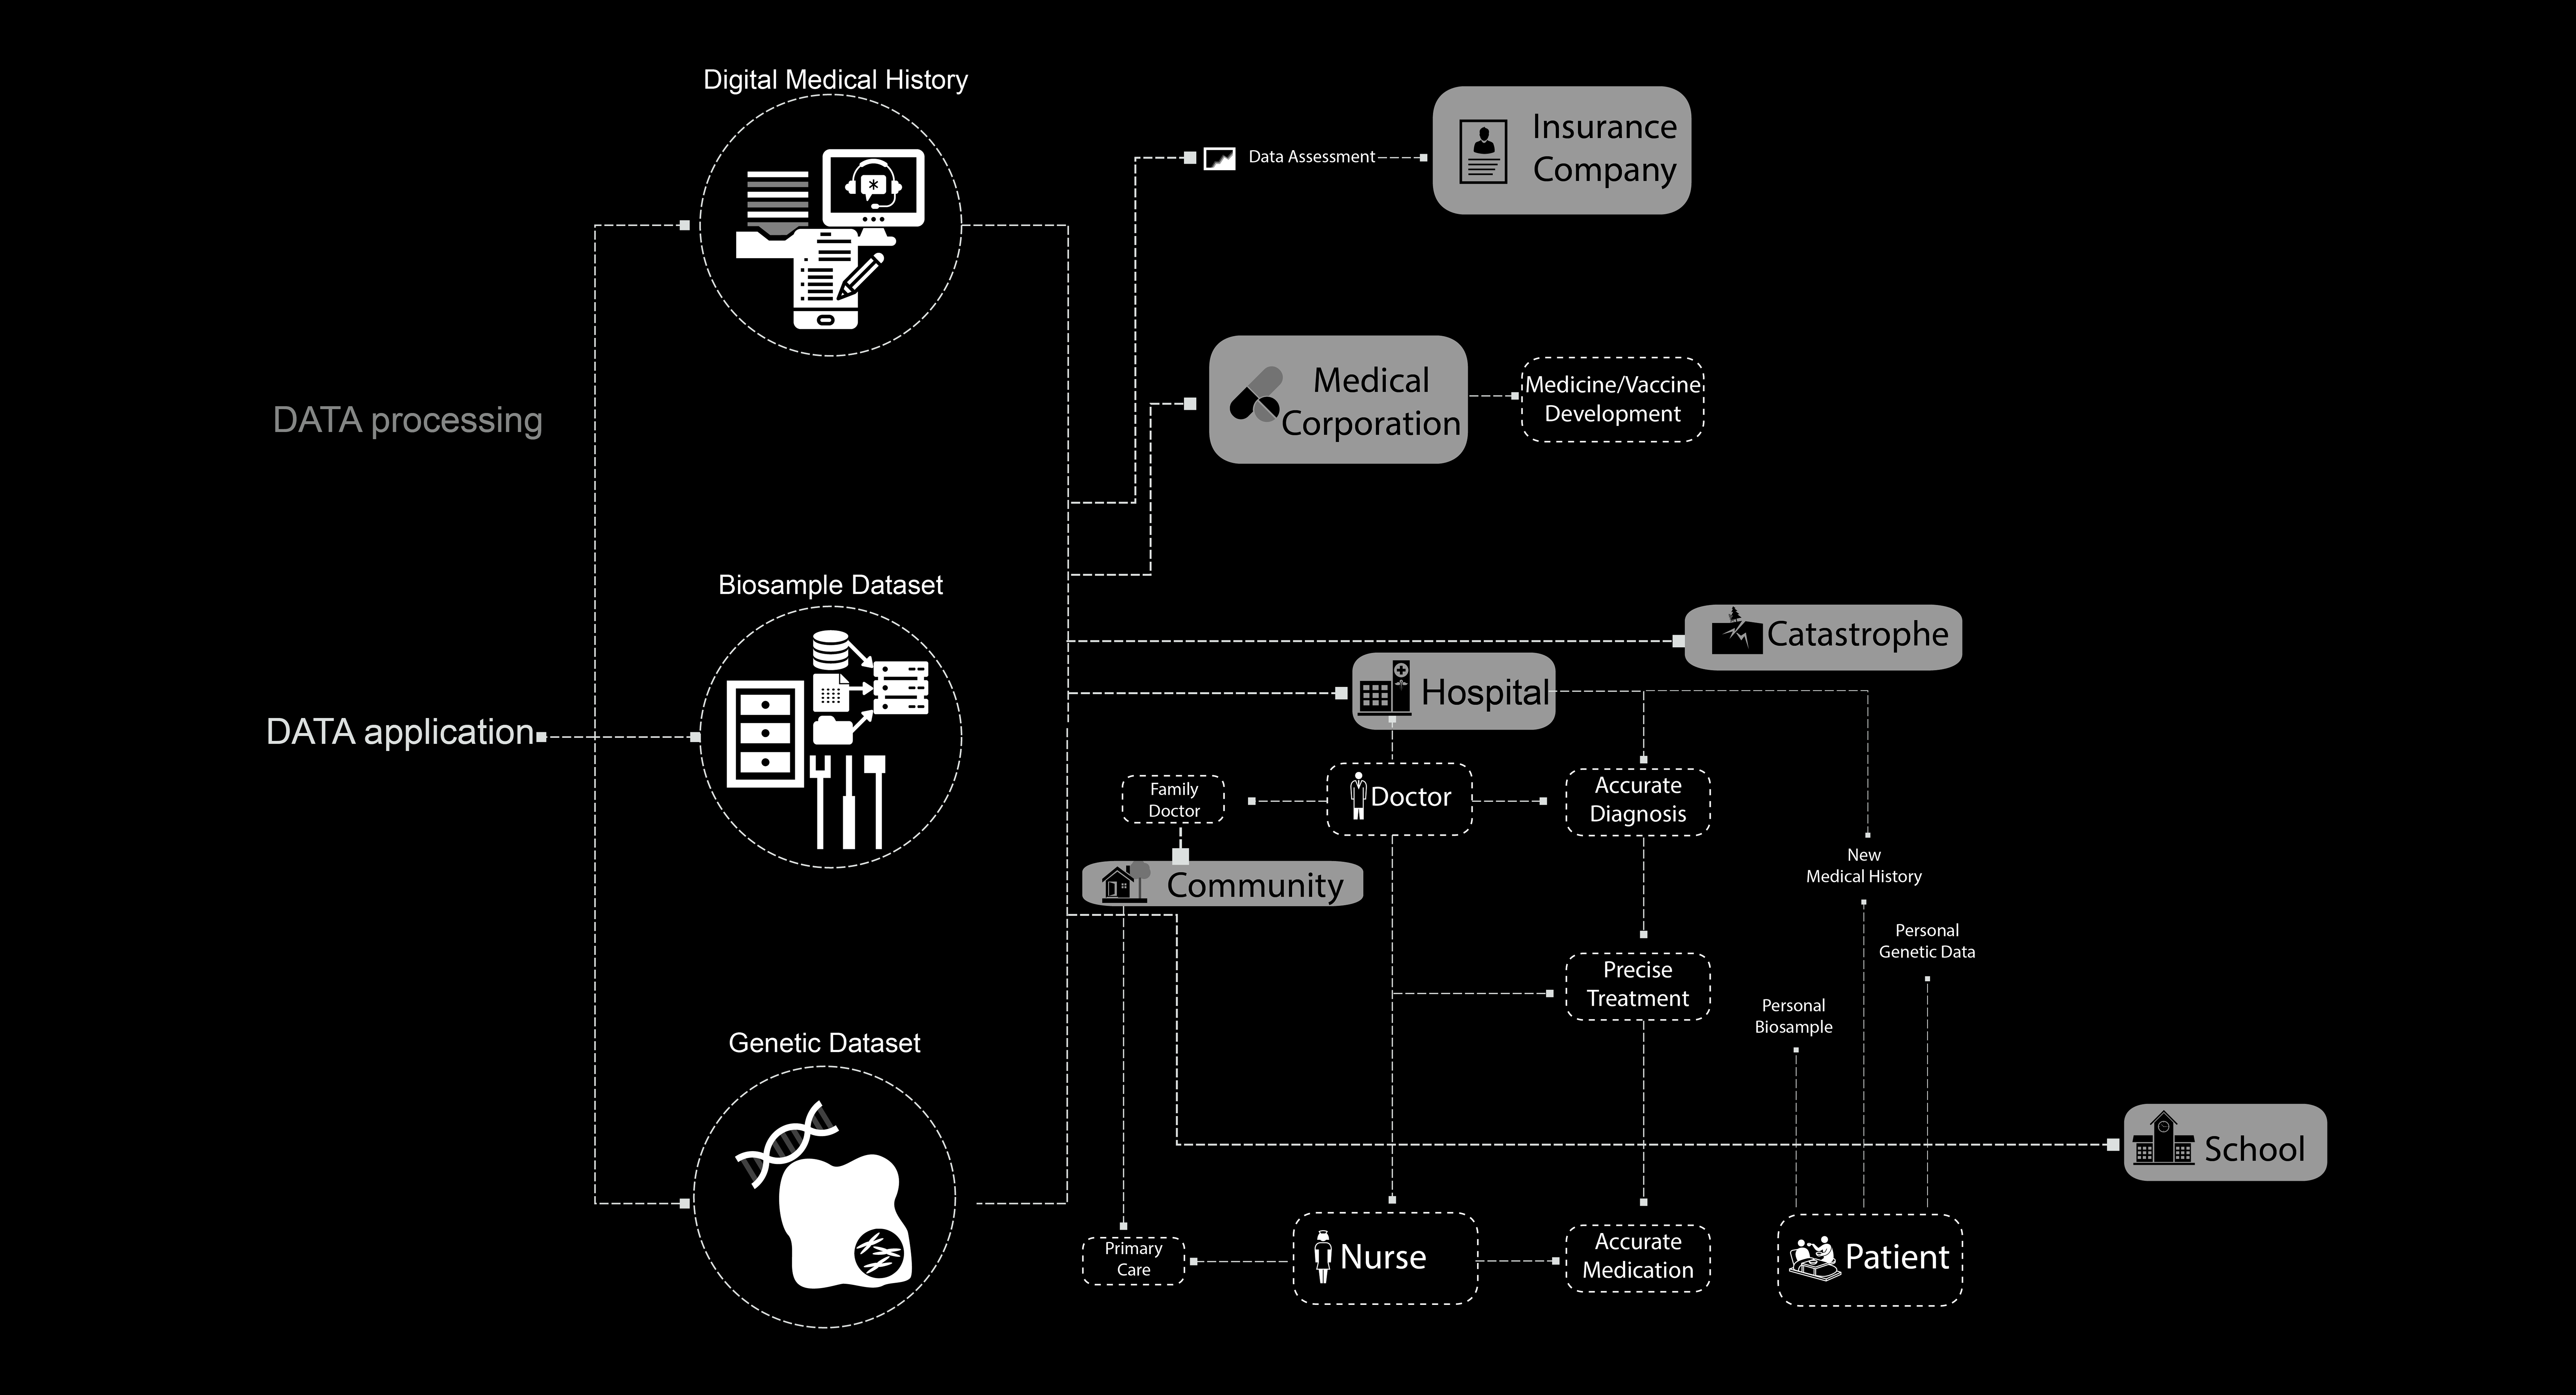 Digital Medical History
Insurance
Company
Data Assessment
Medical
Corporation
Medicine/Vaccine
Development
DATA processing
Biosample Dataset
Catastrophe
Hospital
DATA application
Family
Doctor
Doctor
Accurate
Diagnosis
New
Medical History
Community
Personal
Genetic Data
Precise
Treatment
Personal
Biosample
Genetic Dataset
School
Primary
Care
Nurse
Accurate
Medication
Patient